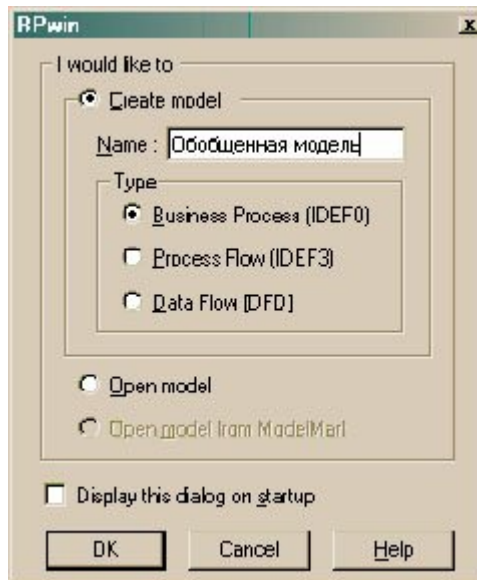 BPwin
I would like to
Create model
Name : Обобщенная модель
Type
Business Process (IDEF0)
Process Flow (IDEF3)
Data Flow [DFD]
Open model
Open model from ModelMart
Display this dialog on startup
OK Cancel Help